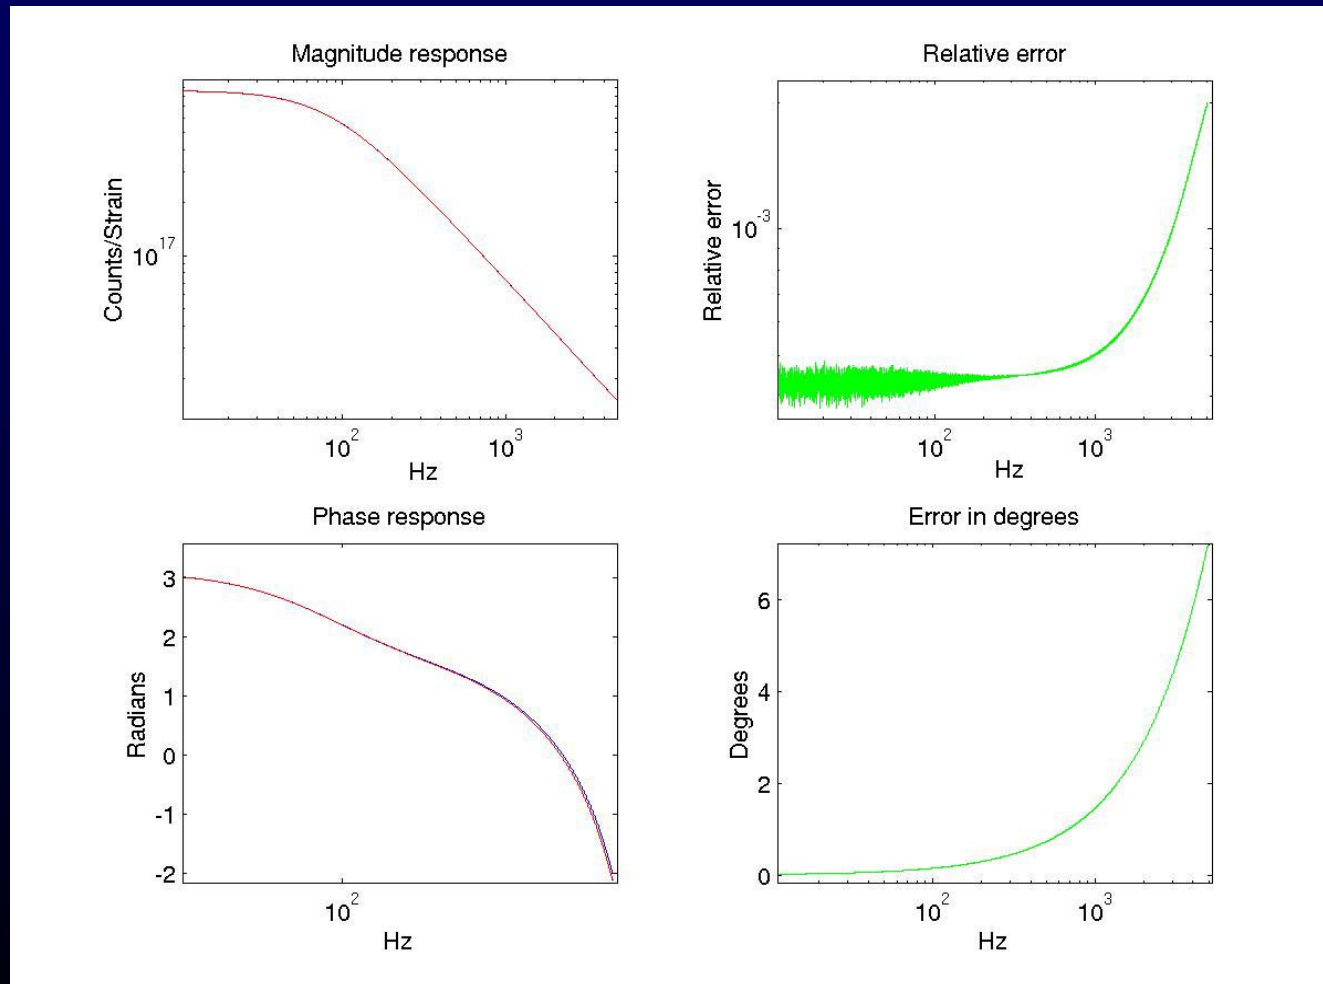 Magnitude response
Counts/Strain
10^17
10^2 10^3
Hz
Relative error
Relative error
10^-3
10^2 10^3
Hz
Phase response
Radians
3
2
1
0
-1
-2
10^2
Hz
Error in degrees
Degrees
6
4
2
0
10^2 10^3
Hz